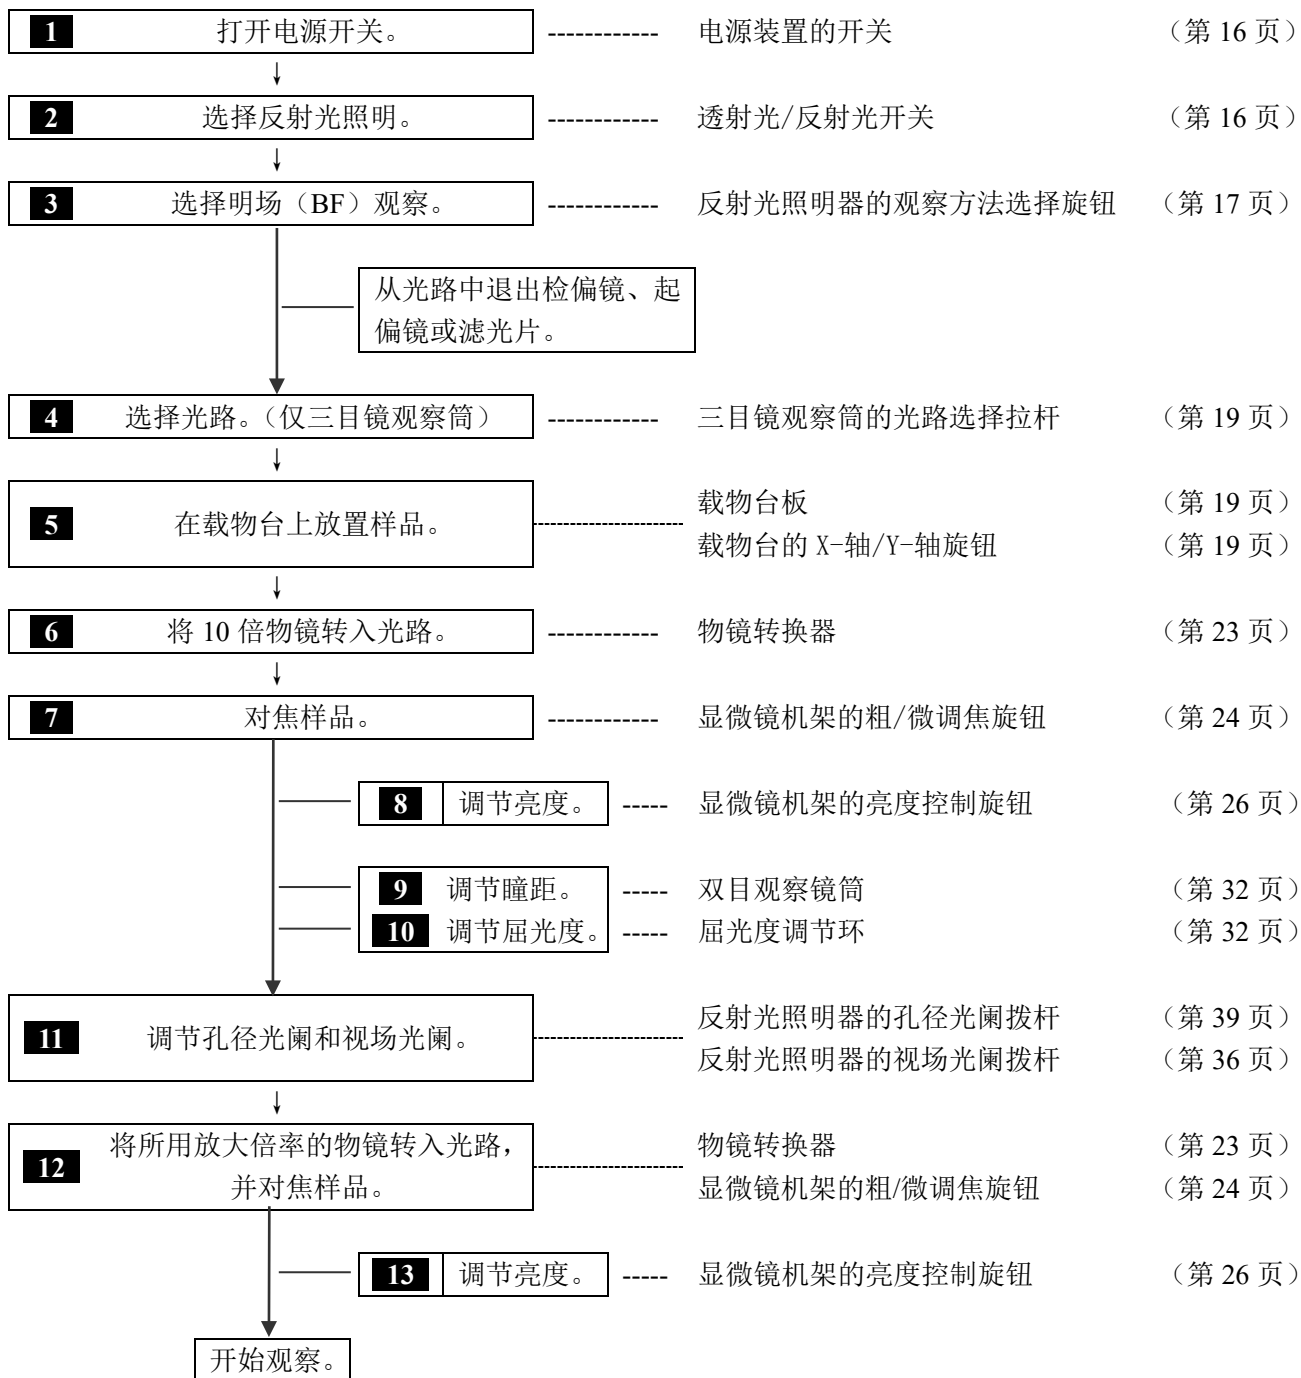 1 打开电源开关。 ------------ 电源装置的开关 （第 16 页）
↓
2 选择反射光照明。 ------------ 透射光/反射光开关 （第 16 页）
↓
3 选择明场（BF）观察。 ------------ 反射光照明器的观察方法选择旋钮 （第 17 页）
从光路中退出检偏镜、起
偏镜或滤光片。
4 选择光路。（仅三目镜观察筒） ------------ 三目镜观察筒的光路选择拉杆 （第 19 页）
↓
5 在载物台上放置样品。
载物台板 （第 19 页）
载物台的 X-轴/Y-轴旋钮 （第 19 页）
↓
6 将 10 倍物镜转入光路。 ------------ 物镜转换器 （第 23 页）
↓
7 对焦样品。 ------------ 显微镜机架的粗/微调焦旋钮 （第 24 页）
8 调节亮度。 ----- 显微镜机架的亮度控制旋钮 （第 26 页）
9 调节瞳距。 ----- 双目观察镜筒 （第 32 页）
10 调节屈光度。 ----- 屈光度调节环 （第 32 页）
11 调节孔径光阑和视场光阑。
反射光照明器的孔径光阑拨杆 （第 39 页）
反射光照明器的视场光阑拨杆 （第 36 页）
↓
12 将所用放大倍率的物镜转入光路，
并对焦样品。
物镜转换器 （第 23 页）
显微镜机架的粗/微调焦旋钮 （第 24 页）
13 调节亮度。 ----- 显微镜机架的亮度控制旋钮 （第 26 页）
开始观察。